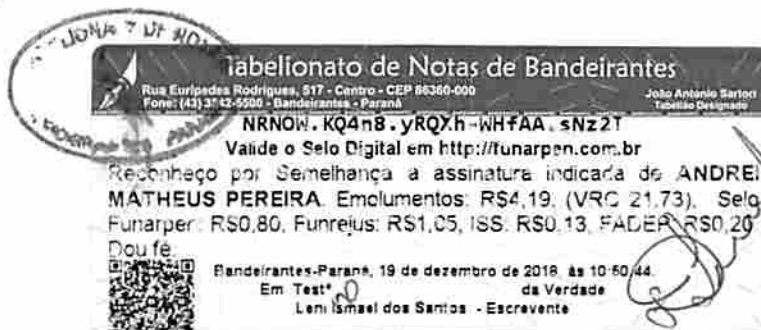 Tabelionato de Notas de Bandeirantes
Rua Eurípedes Rodrigues, 517 - Centro - CEP 86360-000
Fone: (43) 3542-5500 - Bandeirantes - Paraná
João Antonio Sartori
Tabelião Designado
NRNOW.KQ4n8.yRQXh-WHfAA.sNz2T
Valide o Selo Digital em http://funarpen.com.br
Reconheço por Semelhança a assinatura indicada de ANDREI
MATHEUS PEREIRA. Emolumentos: R$4,19. (VRC 21,73). Selo
Funarpen: R$0,80, Funrejus: R$1,05, ISS: R$0,13, FADEP: R$0,20
Dou fé.
Bandeirantes-Paraná, 19 de dezembro de 2018, às 10:50:44.
Em Testº da Verdade
Leni Ismael dos Santos - Escrevente